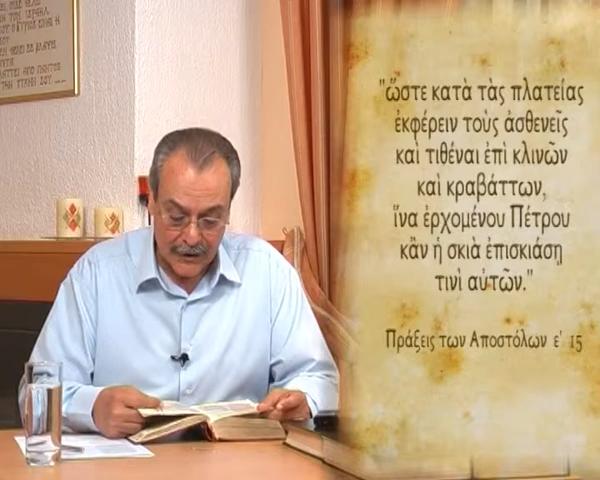 "ὥστε κατὰ τὰς πλατείας
ἐκφέρειν τοὺς ἀσθενεῖς
καὶ τιθέναι ἐπὶ κλινῶν
καὶ κραβάττων,
ἵνα ἐρχομένου Πέτρου
κἂν ἡ σκιὰ ἐπισκιάσῃ
τινὶ αὐτῶν."
Πράξεις των Αποστόλων ε' 15